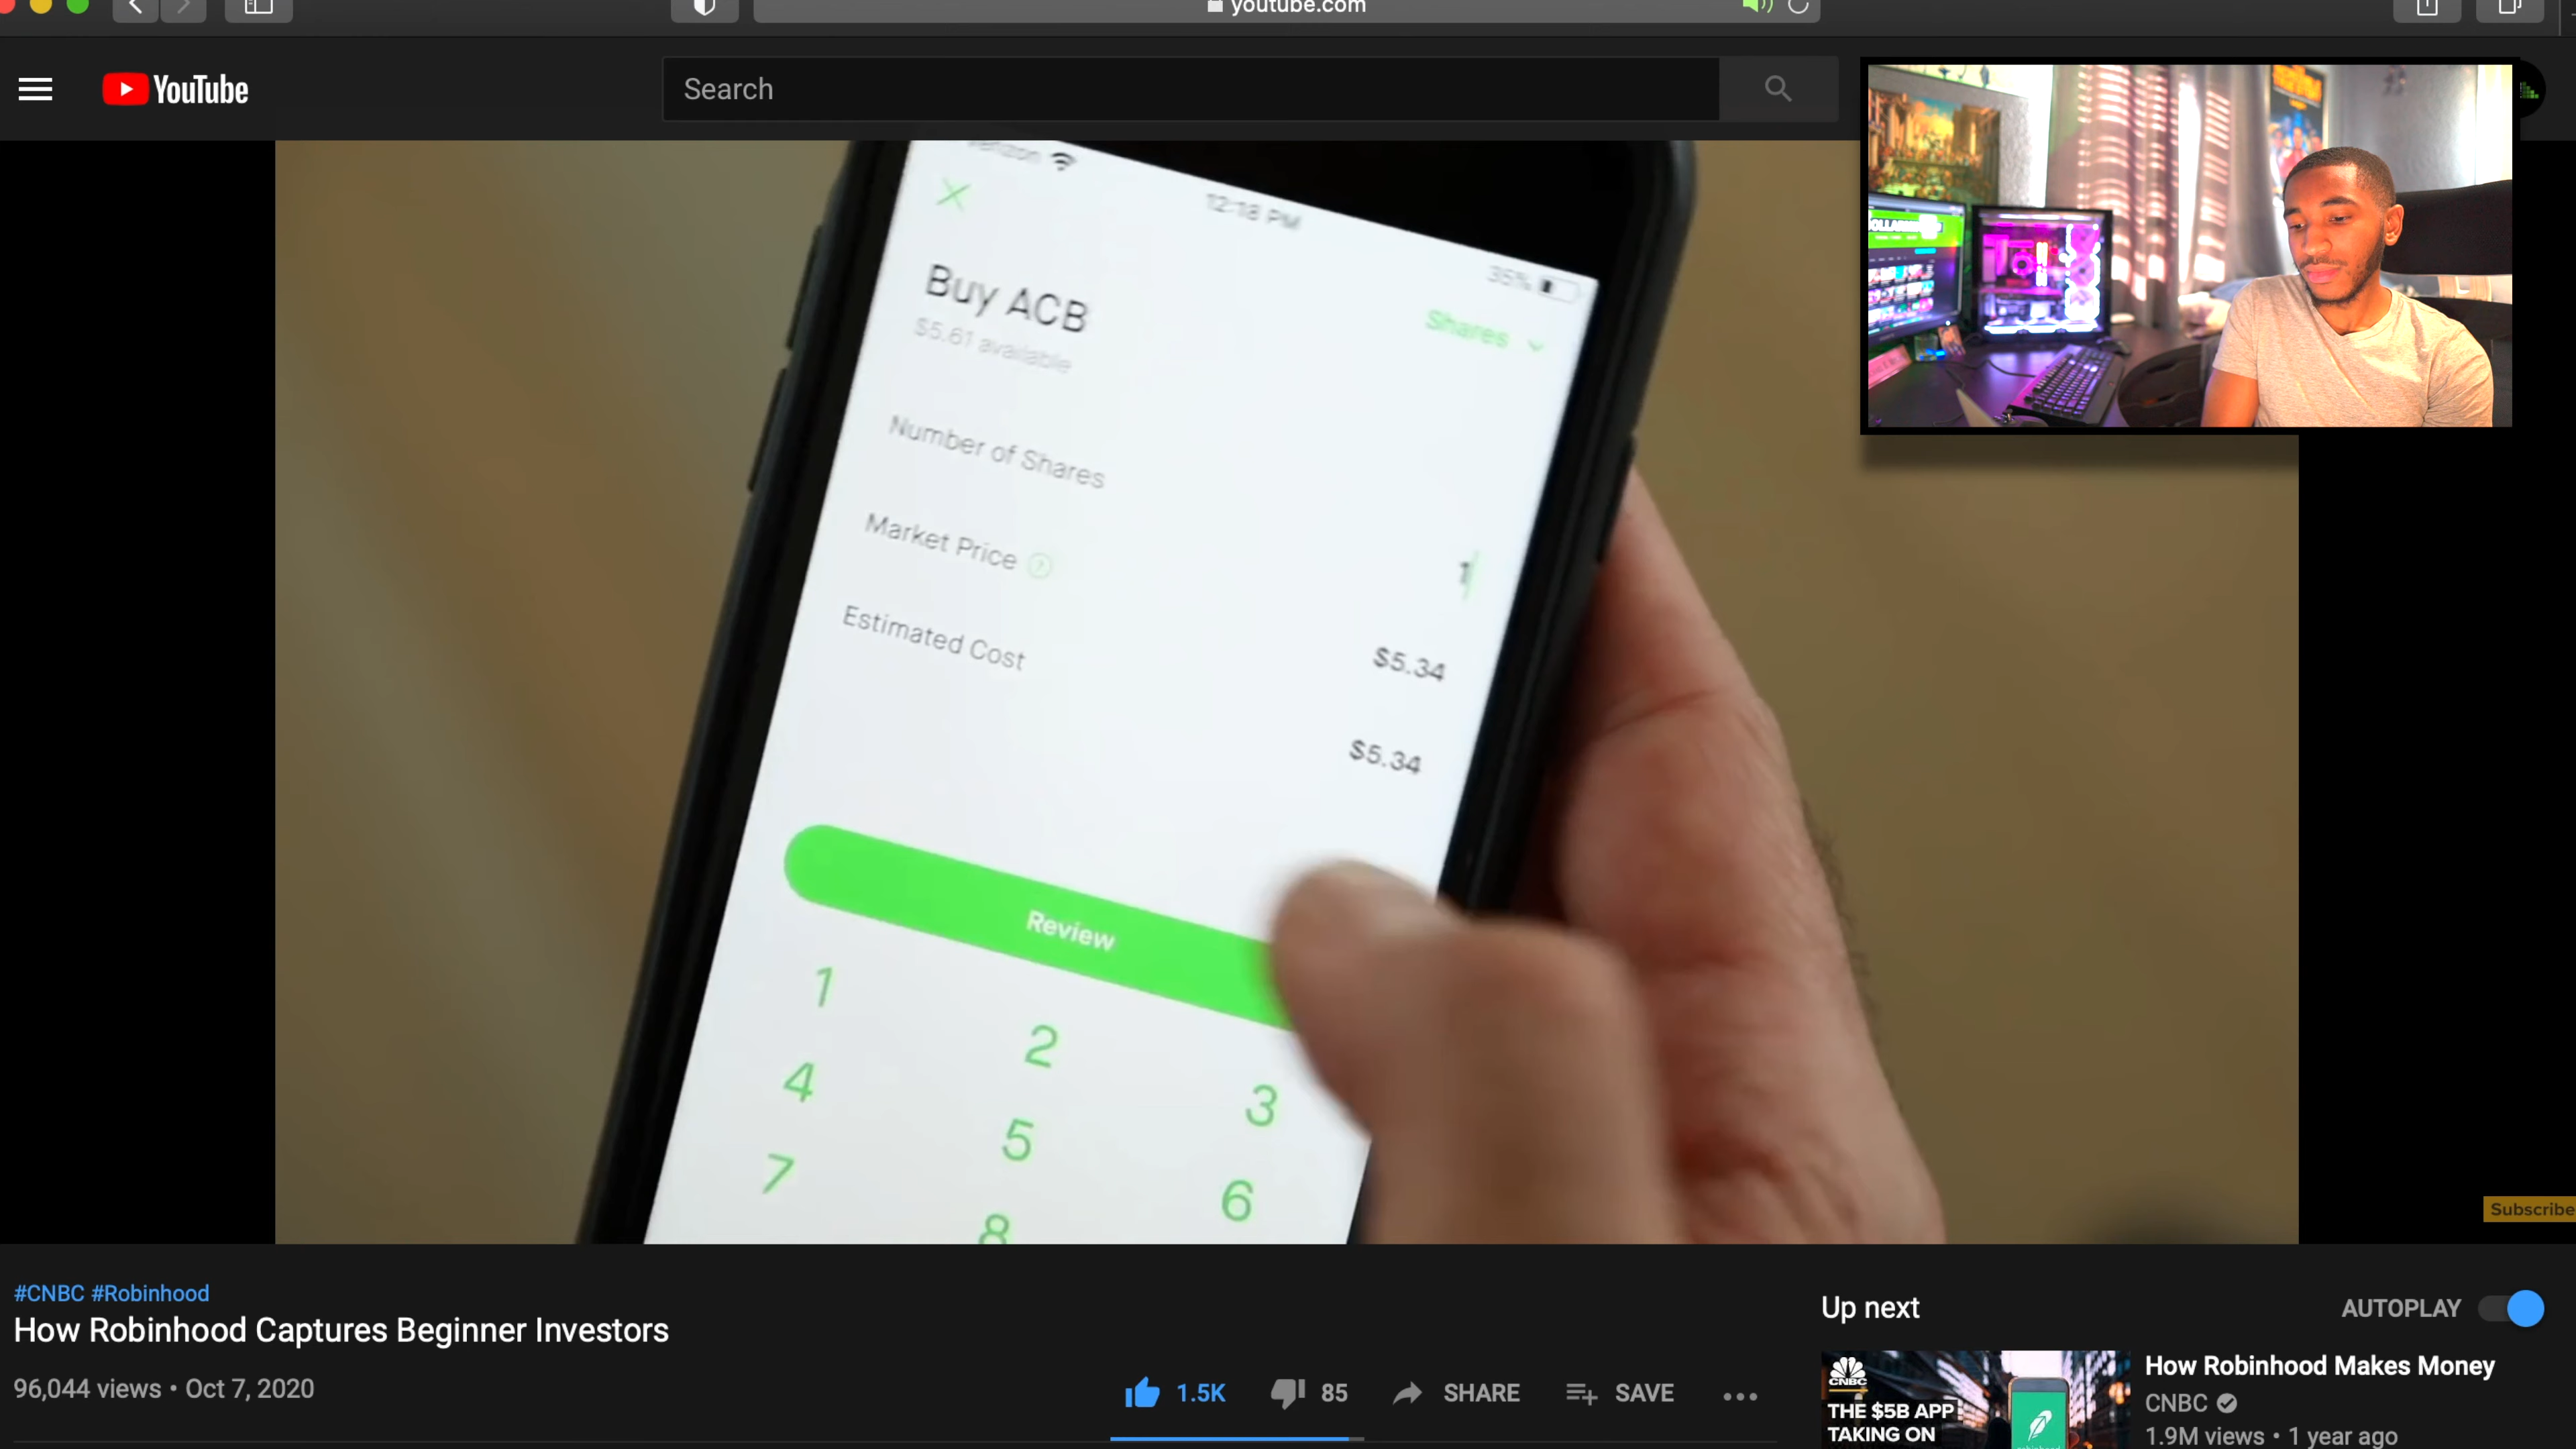 youtube.com
YouTube
Search
verizon
12:18 PM
35%
Buy ACB
Shares
$5.61 available
Number of Shares
1
Market Price ?
$5.34
Estimated Cost
$5.34
Review
1
2
3
4
5
6
7
8
Subscribe
#CNBC #Robinhood
How Robinhood Captures Beginner Investors
96,044 views • Oct 7, 2020
1.5K
85
SHARE
SAVE
Up next
AUTOPLAY
CNBC
THE $5B APP
TAKING ON
How Robinhood Makes Money
CNBC
1.9M views • 1 year ago